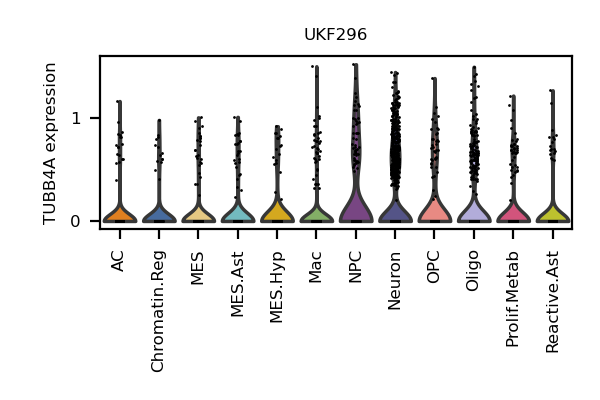 UKF296
TUBB4A expression
1
0
AC
Chromatin.Reg
MES
MES.Ast
MES.Hyp
Mac
NPC
Neuron
OPC
Oligo
Prolif.Metab
Reactive.Ast